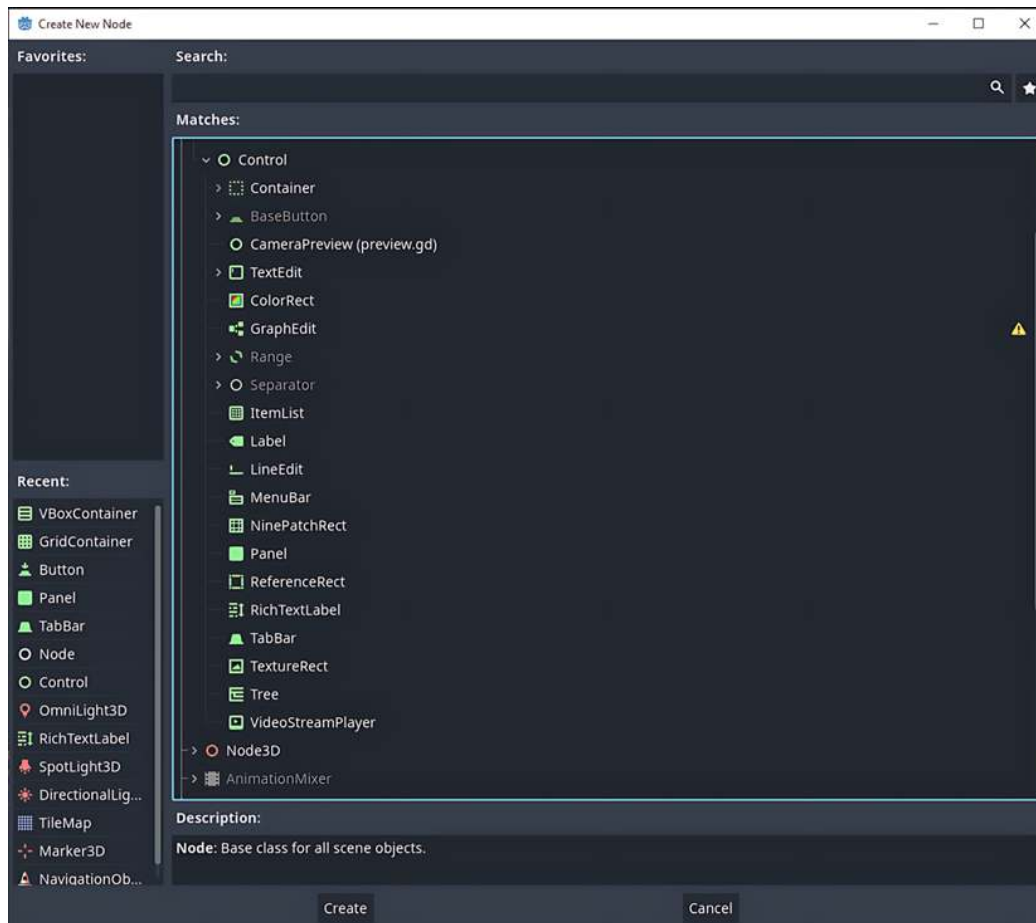 Create New Node
Favorites:
Search:
Matches:
Control
Container
BaseButton
CameraPreview (preview.gd)
TextEdit
ColorRect
GraphEdit
Range
Separator
ItemList
Label
LineEdit
MenuBar
NinePatchRect
Panel
ReferenceRect
RichTextLabel
TabBar
TextureRect
Tree
VideoStreamPlayer
Node3D
AnimationMixer
Recent:
VBoxContainer
GridContainer
Button
Panel
TabBar
Node
Control
OmniLight3D
RichTextLabel
SpotLight3D
DirectionalLig...
TileMap
Marker3D
NavigationOb...
Description:
Node: Base class for all scene objects.
Create
Cancel